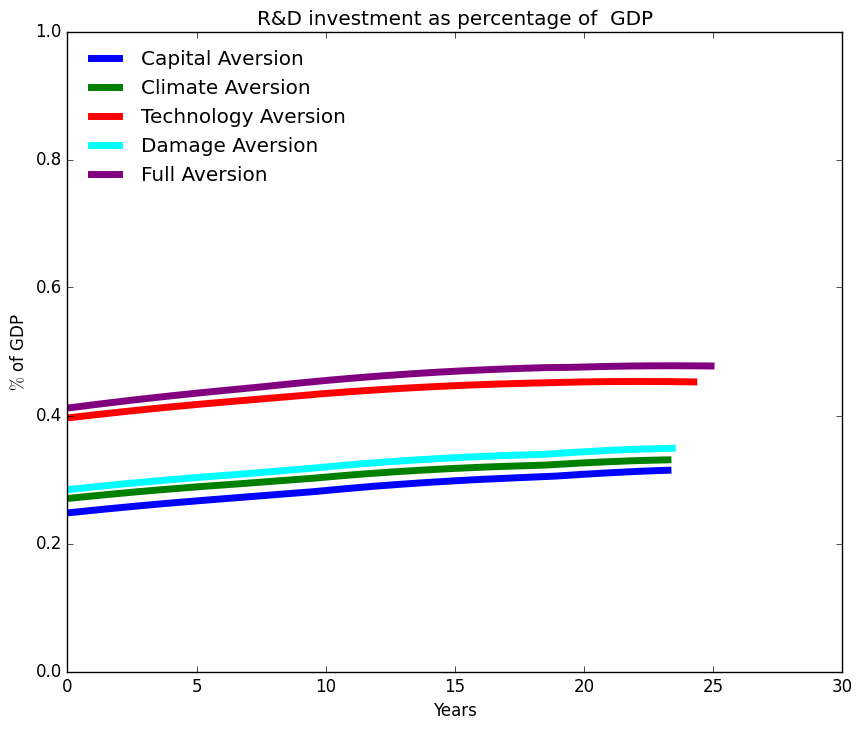 R&D investment as percentage of  GDP
1.0
0.8
0.6
0.4
0.2
0.0
% of GDP
Capital Aversion
Climate Aversion
Technology Aversion
Damage Aversion
Full Aversion
0 5 10 15 20 25 30
Years